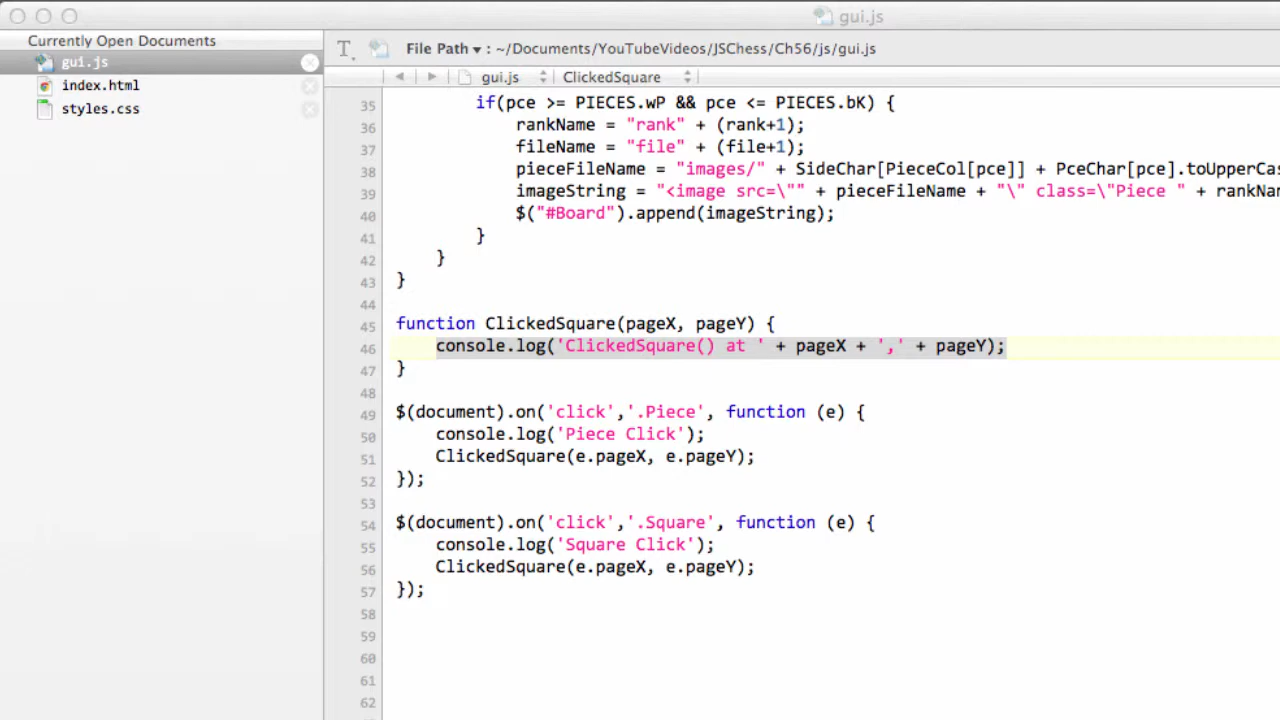 gui.js
Currently Open Documents
gui.js
index.html
styles.css
File Path ▾ : ~/Documents/YouTubeVideos/JSChess/Ch56/js/gui.js
gui.js ClickedSquare
35 if(pce >= PIECES.wP && pce <= PIECES.bK) {
36 rankName = "rank" + (rank+1);
37 fileName = "file" + (file+1);
38 pieceFileName = "images/" + SideChar[PieceCol[pce]] + PceChar[pce].toUpperCas
39 imageString = "<image src=\"" + pieceFileName + "\" class=\"Piece " + rankNam
40 $("#Board").append(imageString);
41 }
42 }
43 }
44
45 function ClickedSquare(pageX, pageY) {
46 console.log('ClickedSquare() at ' + pageX + ',' + pageY);
47 }
48
49 $(document).on('click','.Piece', function (e) {
50 console.log('Piece Click');
51 ClickedSquare(e.pageX, e.pageY);
52 });
53
54 $(document).on('click','.Square', function (e) {
55 console.log('Square Click');
56 ClickedSquare(e.pageX, e.pageY);
57 });
58
59
60
61
62